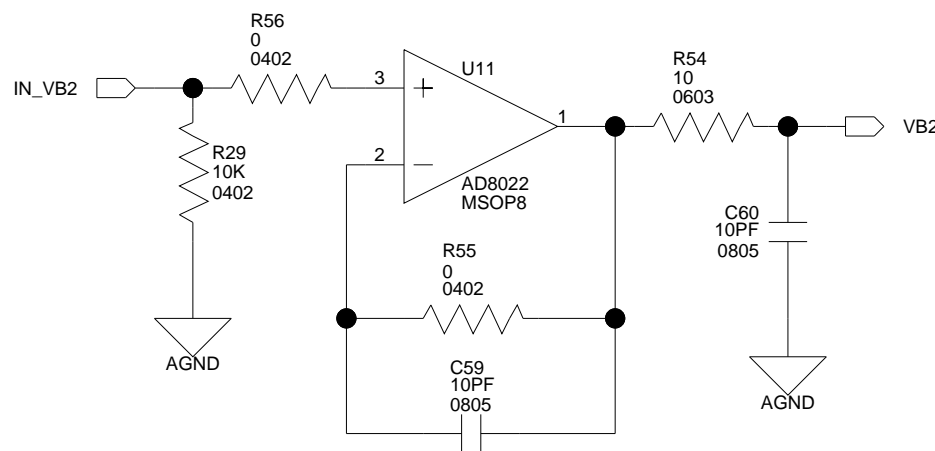 R56
0
0402
IN_VB2
R29
10K
0402
AGND
3
+
2
−
U11
1
AD8022
MSOP8
R55
0
0402
C59
10PF
0805
R54
10
0603
VB2
C60
10PF
0805
AGND